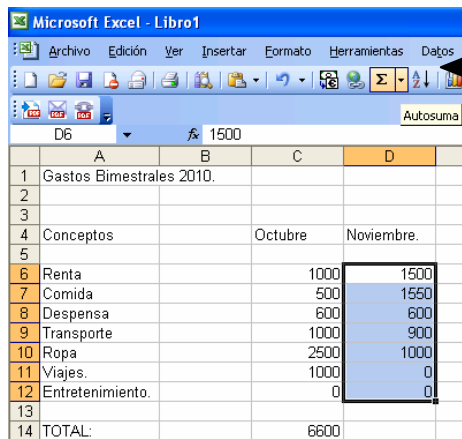 Microsoft Excel - Libro1
Archivo Edición Ver Insertar Formato Herramientas Datos
Autosuma
D6 fx 1500
A B C D
1 Gastos Bimestrales 2010.
2
3
4 Conceptos Octubre Noviembre.
5
6 Renta 1000 1500
7 Comida 500 1550
8 Despensa 600 600
9 Transporte 1000 900
10 Ropa 2500 1000
11 Viajes. 1000 0
12 Entretenimiento. 0 0
13
14 TOTAL: 6600